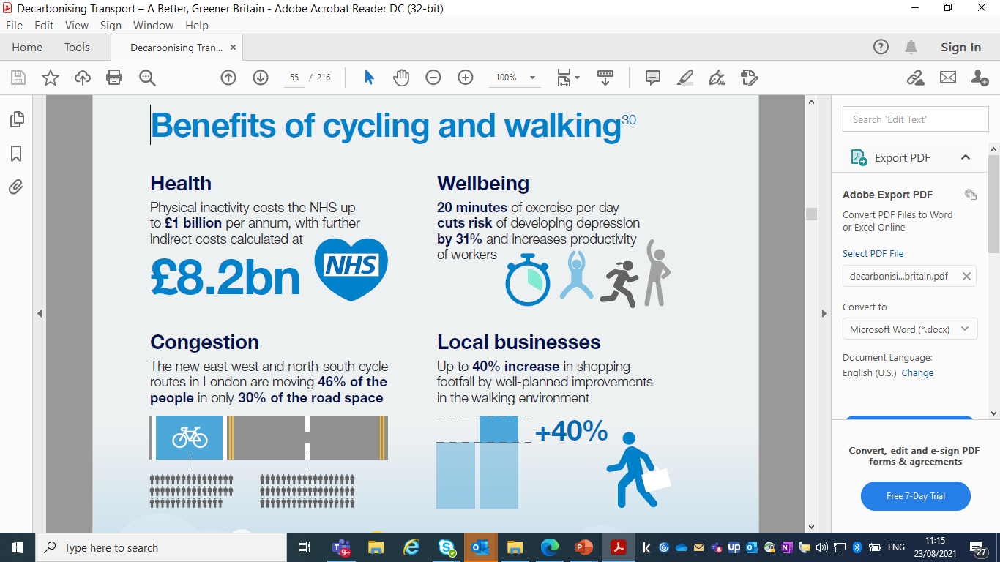 Decarbonising Transport – A Better, Greener Britain - Adobe Acrobat Reader DC (32-bit)
File Edit View Sign Window Help
Home Tools Decarbonising Tran... × Sign In
55 / 216 100%
Benefits of cycling and walking30
Health
Physical inactivity costs the NHS up
to £1 billion per annum, with further
indirect costs calculated at
£8.2bn
NHS
Wellbeing
20 minutes of exercise per day
cuts risk of developing depression
by 31% and increases productivity
of workers
Congestion
The new east-west and north-south cycle
routes in London are moving 46% of the
people in only 30% of the road space
Local businesses
Up to 40% increase in shopping
footfall by well-planned improvements
in the walking environment
+40%
Search 'Edit Text'
Export PDF
Adobe Export PDF
Convert PDF Files to Word
or Excel Online
Select PDF File
decarbonisi...britain.pdf
Convert to
Microsoft Word (*.docx)
Document Language:
English (U.S.) Change
Convert, edit and e-sign PDF
forms & agreements
Free 7-Day Trial
Type here to search
9+
up
ENG
11:15
23/08/2021
27